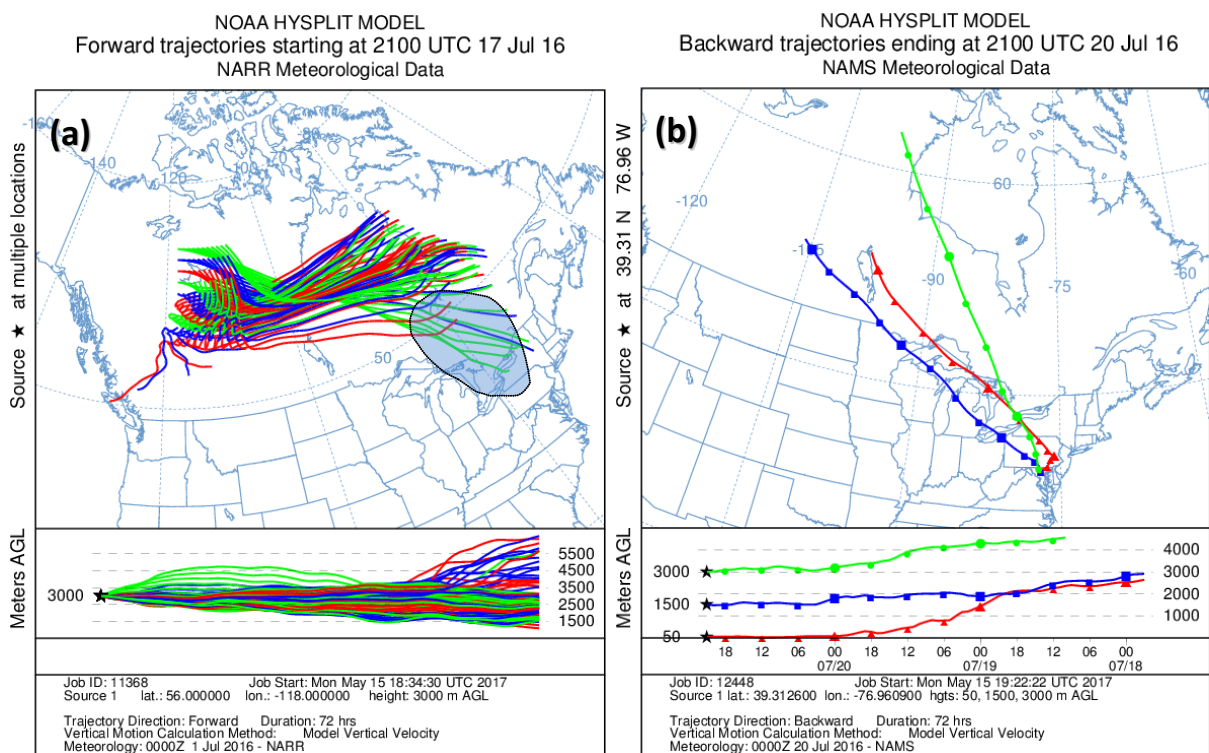 NOAA HYSPLIT MODEL
Forward trajectories starting at 2100 UTC 17 Jul 16
NARR Meteorological Data
(a)
Source ★ at multiple locations
-160
-140
-120
-100
-80
60
50
Meters AGL
3000
5500
4500
3500
2500
1500
Job ID: 11368 Job Start: Mon May 15 18:34:30 UTC 2017
Source 1 lat.: 56.000000 lon.: -118.000000 height: 3000 m AGL
Trajectory Direction: Forward Duration: 72 hrs
Vertical Motion Calculation Method: Model Vertical Velocity
Meteorology: 0000Z 1 Jul 2016 - NARR
NOAA HYSPLIT MODEL
Backward trajectories ending at 2100 UTC 20 Jul 16
NAMS Meteorological Data
(b)
Source ★ at 39.31 N 76.96 W
-120
-105
-90
-75
60
60
Meters AGL
3000
1500
50
4000
3000
2000
1000
18 12 06 00 18 12 06 00 18 12 06 00
07/20 07/19 07/18
Job ID: 12448 Job Start: Mon May 15 19:22:22 UTC 2017
Source 1 lat.: 39.312600 lon.: -76.960900 hgts: 50, 1500, 3000 m AGL
Trajectory Direction: Backward Duration: 72 hrs
Vertical Motion Calculation Method: Model Vertical Velocity
Meteorology: 0000Z 20 Jul 2016 - NAMS